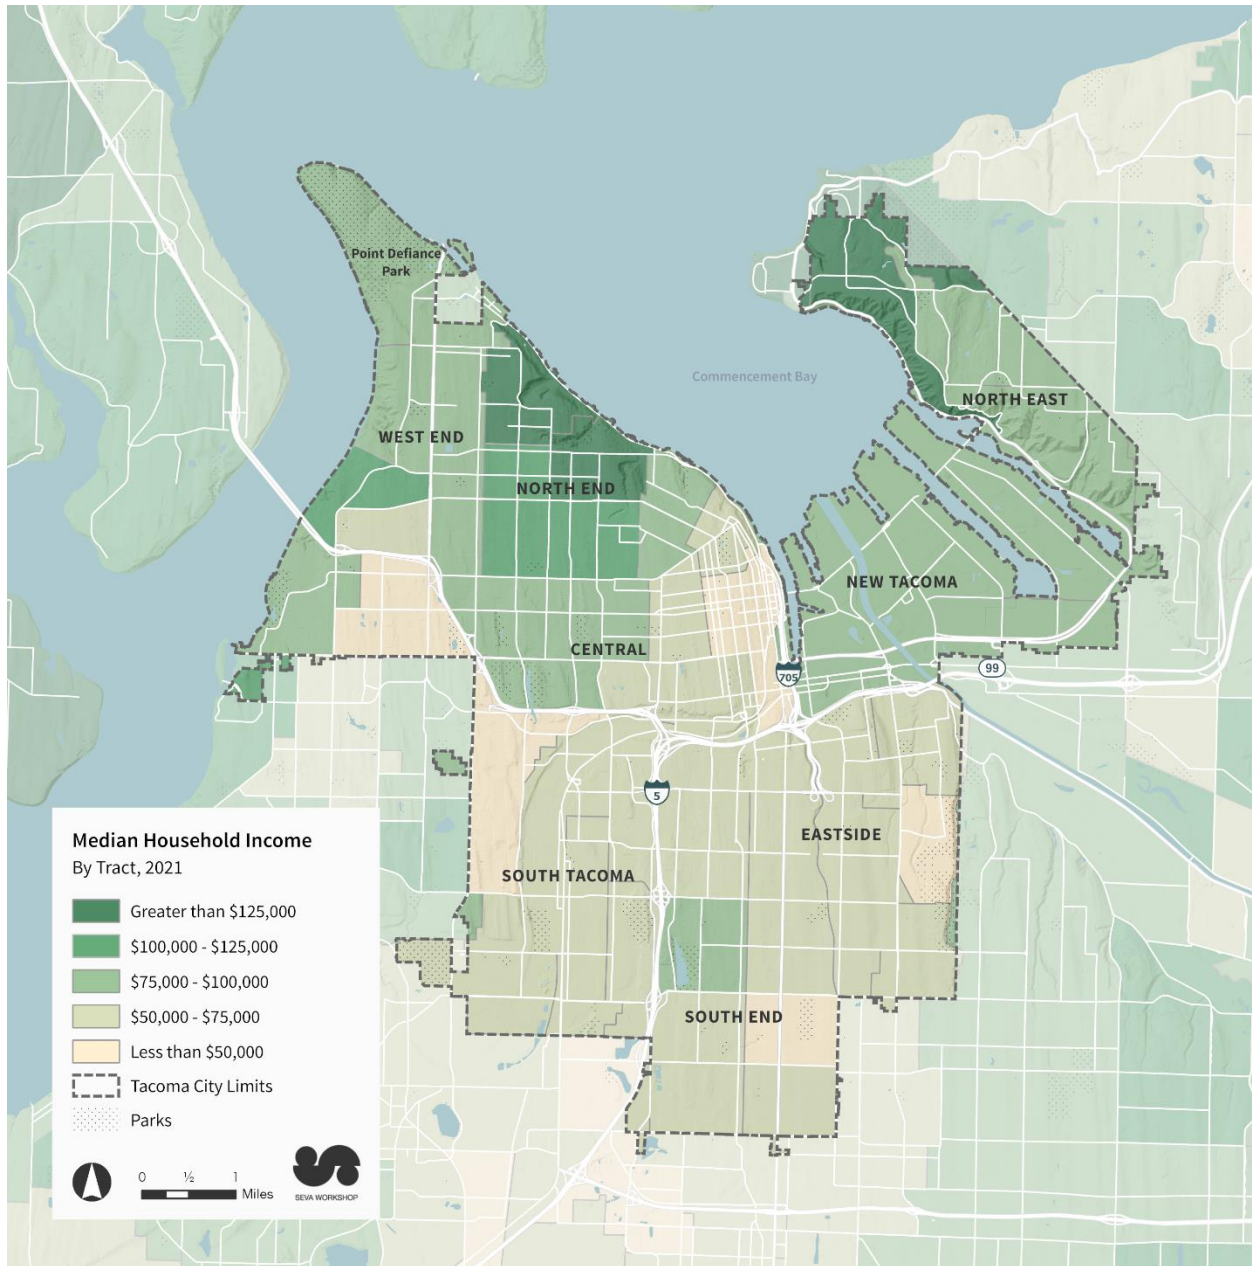 Point Defiance
Park
Commencement Bay
NORTH EAST
WEST END
NORTH END
NEW TACOMA
CENTRAL
705
99
5
EASTSIDE
SOUTH TACOMA
SOUTH END
Median Household Income
By Tract, 2021
Greater than $125,000
$100,000 - $125,000
$75,000 - $100,000
$50,000 - $75,000
Less than $50,000
Tacoma City Limits
Parks
0 ½ 1
Miles
SEVA WORKSHOP